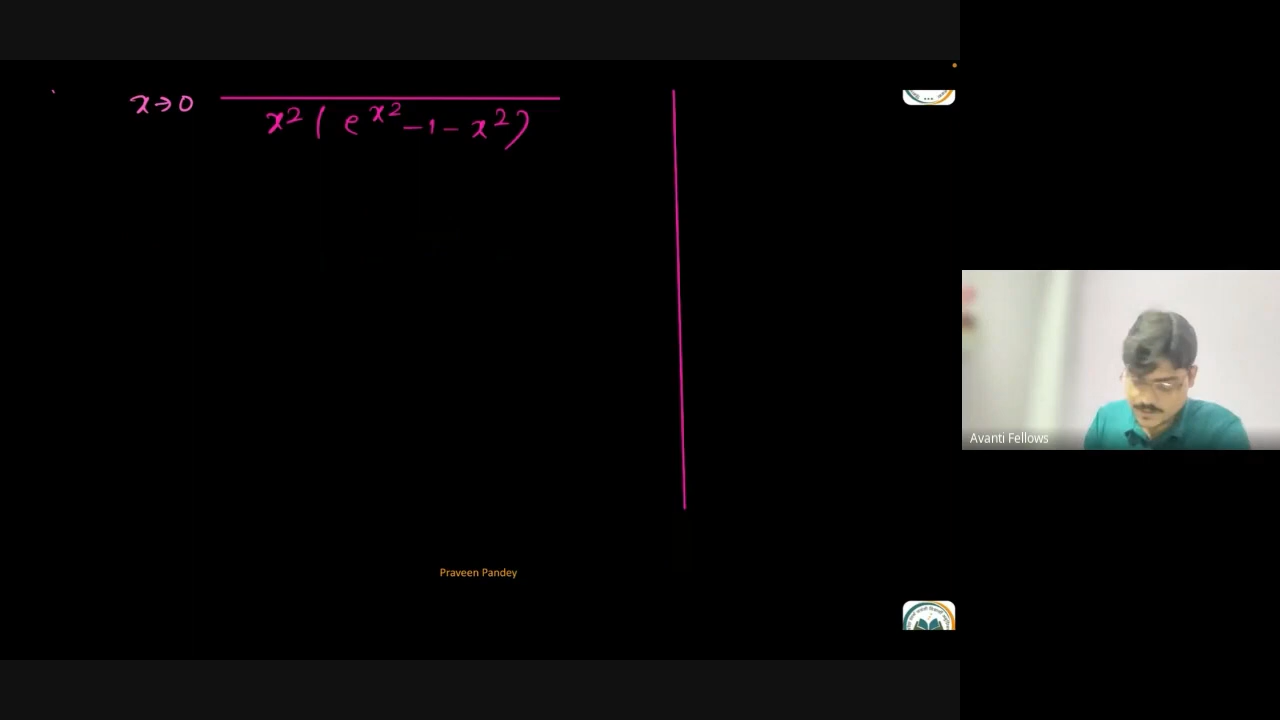 x→0
x² ( e^x² - 1 - x² )
Avanti Fellows
Praveen Pandey